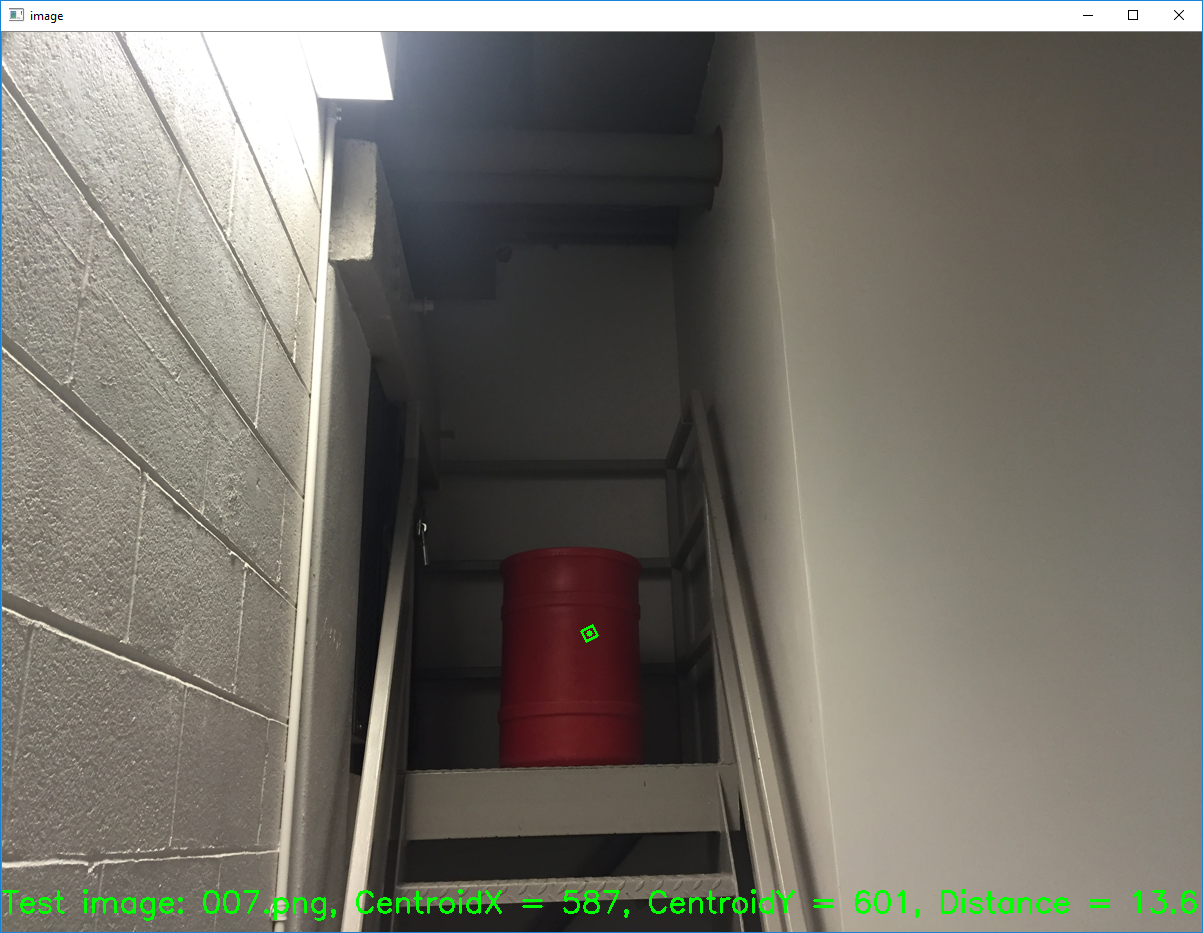 image
Test image: 007.png, CentroidX = 587, CentroidY = 601, Distance = 13.6